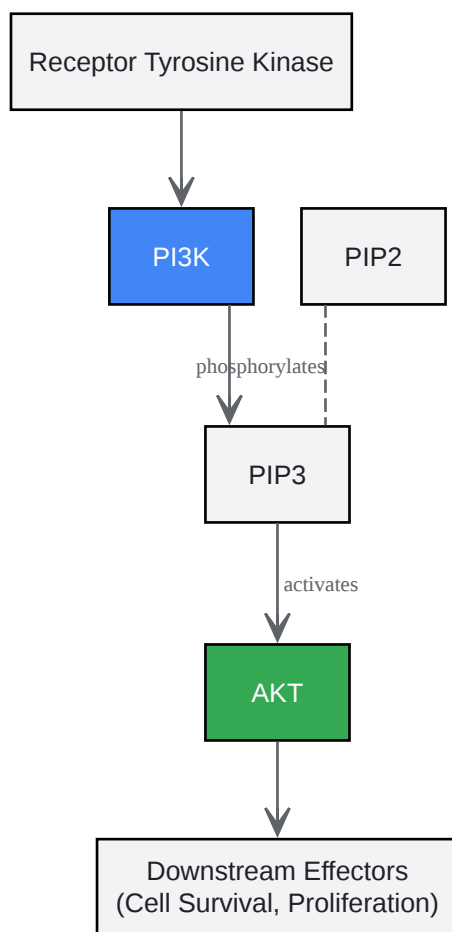 Receptor Tyrosine Kinase
PI3K
PIP2
phosphorylates
PIP3
activates
AKT
Downstream Effectors
(Cell Survival, Proliferation)